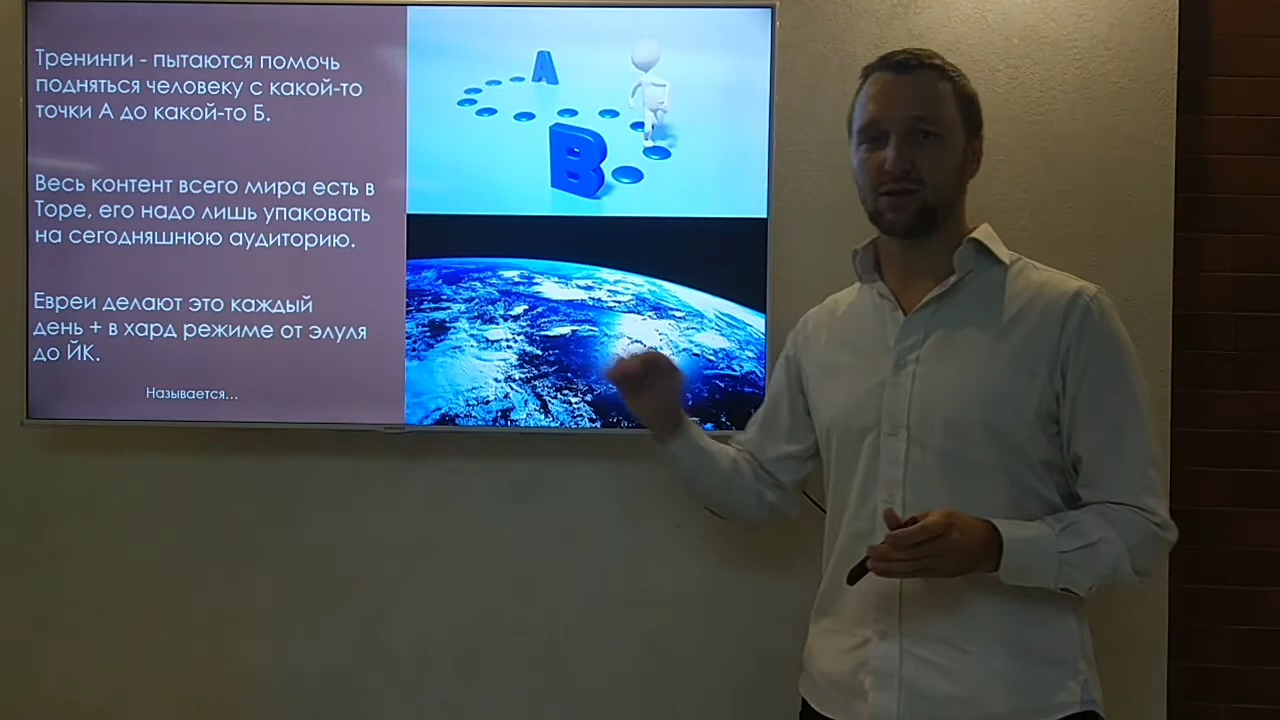 Тренинги - пытаются помочь
подняться человеку с какой-то
точки А до какой-то Б.
Весь контент всего мира есть в
Торе, его надо лишь упаковать
на сегодняшнюю аудиторию.
Евреи делают это каждый
день + в хард режиме от элуля
до ЙК.
Называется...
A
B